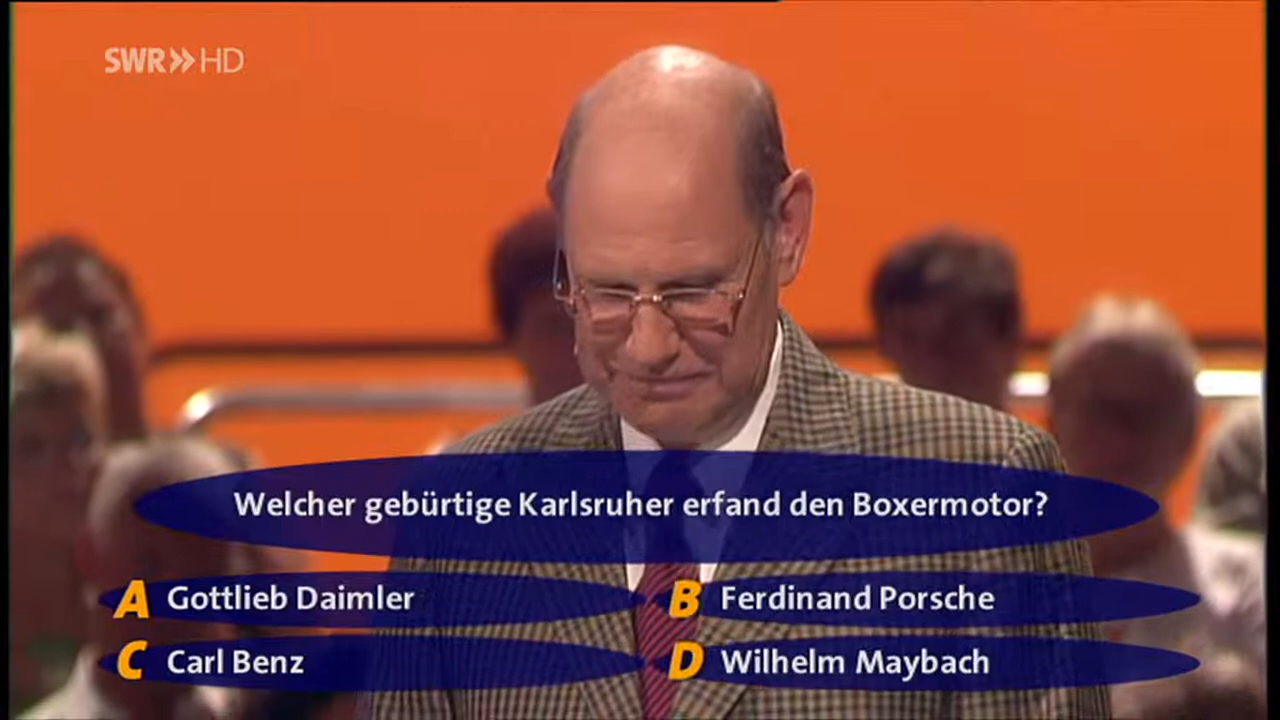 SWR>> HD
Welcher gebürtige Karlsruher erfand den Boxermotor?
A Gottlieb Daimler
B Ferdinand Porsche
C Carl Benz
D Wilhelm Maybach